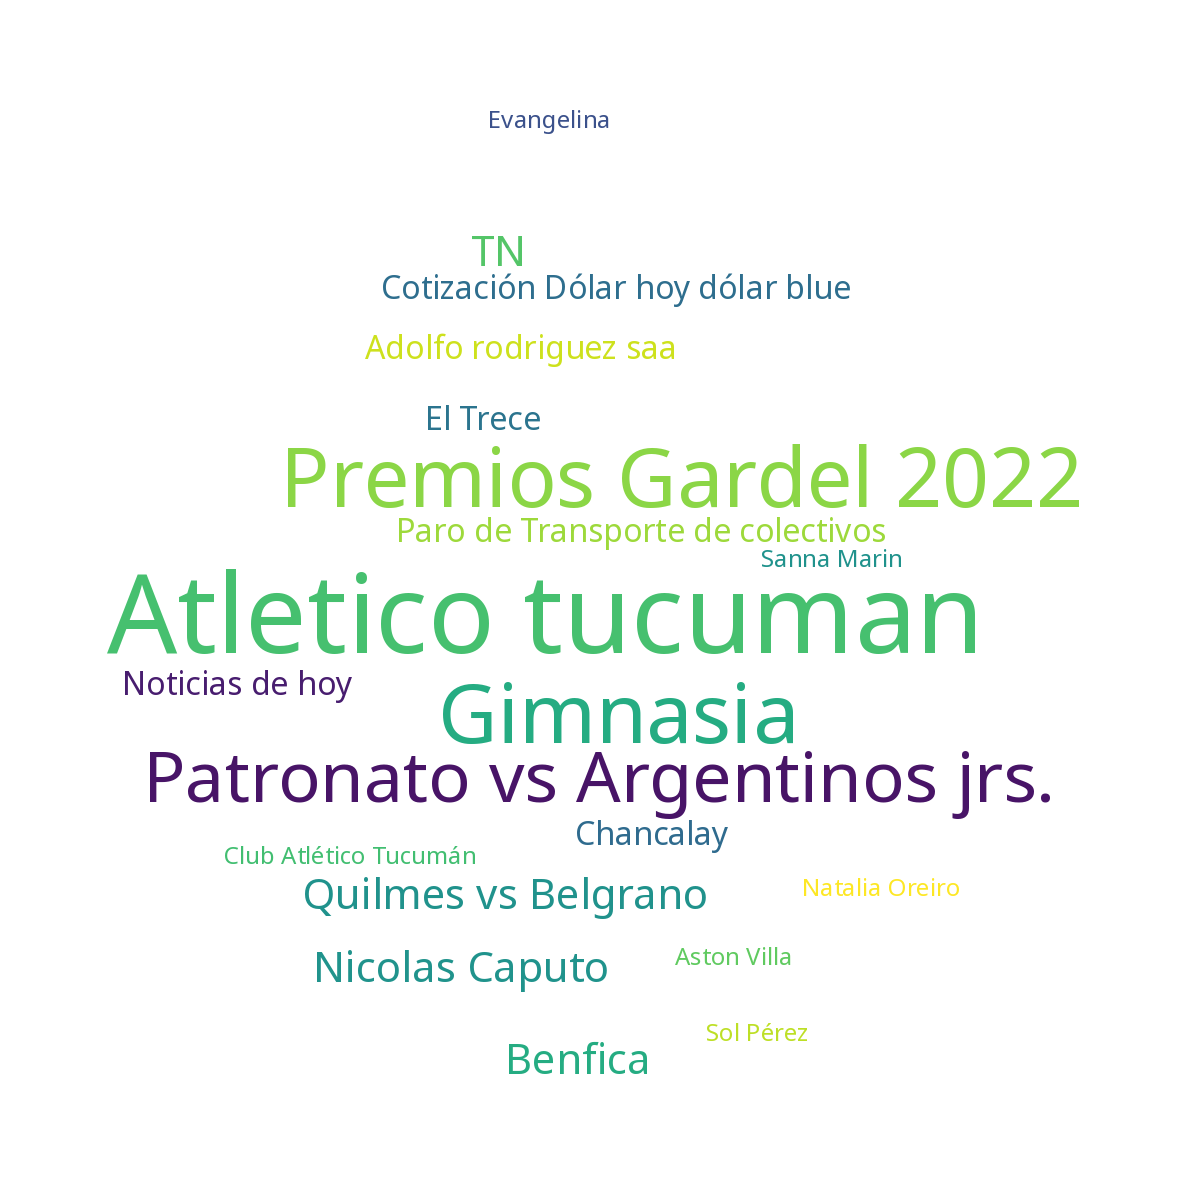 Evangelina
TN
Cotización Dólar hoy dólar blue
Adolfo rodriguez saa
El Trece
Premios Gardel 2022
Paro de Transporte de colectivos
Sanna Marin
Atletico tucuman
Noticias de hoy
Gimnasia
Patronato vs Argentinos jrs.
Chancalay
Club Atlético Tucumán
Quilmes vs Belgrano
Natalia Oreiro
Nicolas Caputo
Aston Villa
Sol Pérez
Benfica